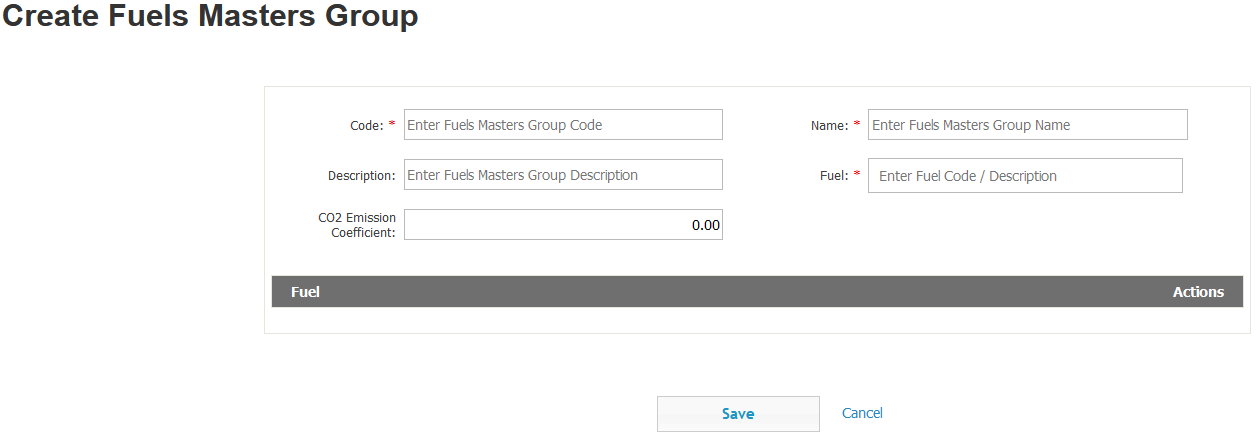 Create Fuels Masters Group
Code: * Enter Fuels Masters Group Code Name: * Enter Fuels Masters Group Name
Description: Enter Fuels Masters Group Description Fuel: * Enter Fuel Code / Description
CO2 Emission
Coefficient: 0.00
Fuel Actions
Save Cancel